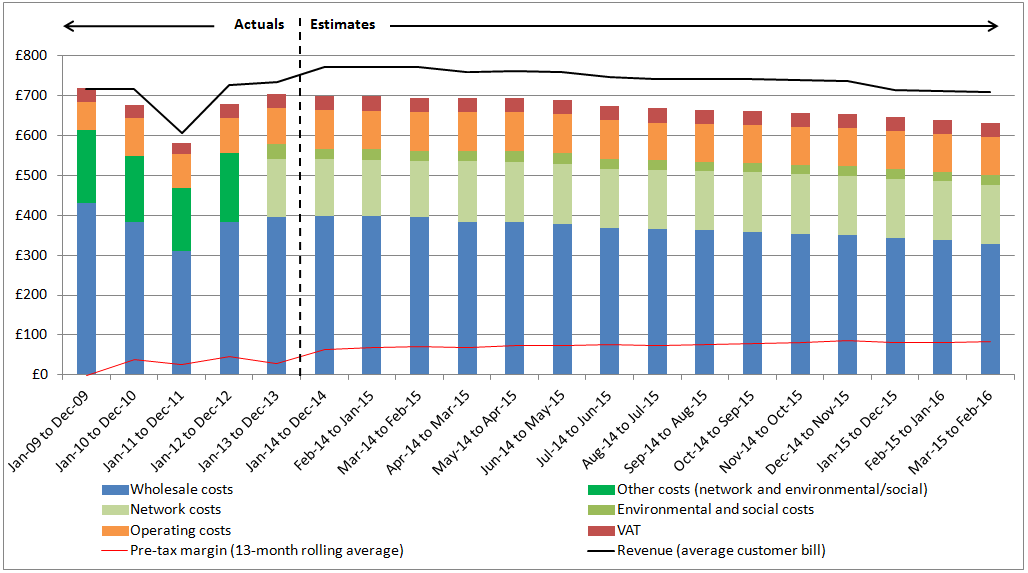 Actuals
Estimates
£800
£700
£600
£500
£400
£300
£200
£100
£0
Jan-09 to Dec-09
Jan-10 to Dec-10
Jan-11 to Dec-11
Jan-12 to Dec-12
Jan-13 to Dec-13
Jan-14 to Dec-14
Feb-14 to Jan-15
Mar-14 to Feb-15
Apr-14 to Mar-15
May-14 to Apr-15
Jun-14 to May-15
Jul-14 to Jun-15
Aug-14 to Jul-15
Sep-14 to Aug-15
Oct-14 to Sep-15
Nov-14 to Oct-15
Dec-14 to Nov-15
Jan-15 to Dec-15
Feb-15 to Jan-16
Mar-15 to Feb-16
Wholesale costs
Other costs (network and environmental/social)
Network costs
Environmental and social costs
Operating costs
VAT
Pre-tax margin (13-month rolling average)
Revenue (average customer bill)